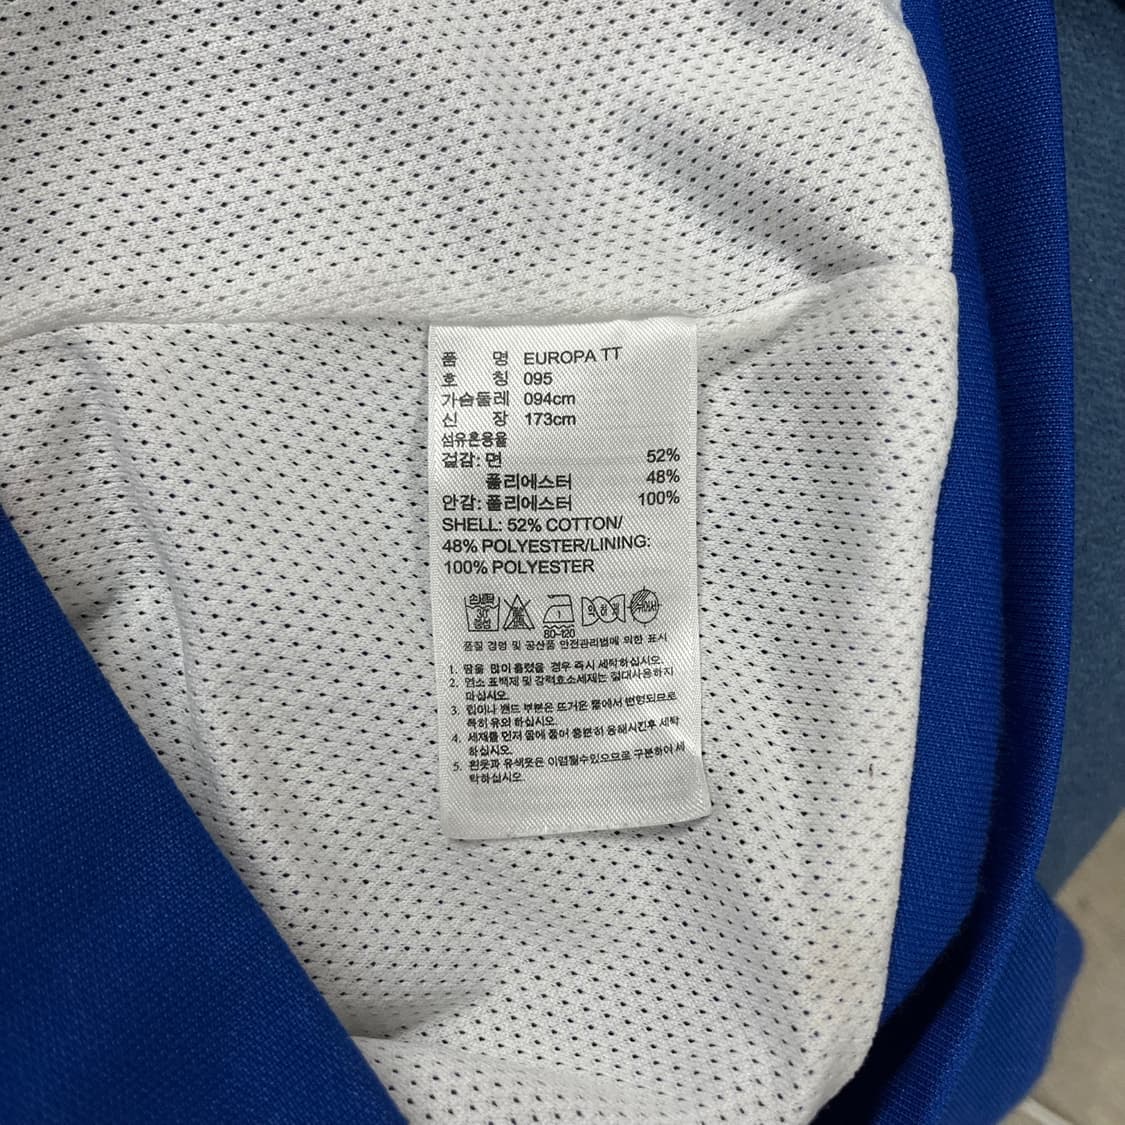 품 명 EUROPA TT
호 칭 095
가슴둘레 094cm
신 장 173cm
섬유혼용율
겉감: 면 52%
폴리에스터 48%
안감: 폴리에스터 100%
SHELL: 52% COTTON/
48% POLYESTER/LINING:
100% POLYESTER
손세탁
30
중성
80~120
품질 경영 및 공산품 안전관리법에 의한 표시
1. 땀을 많이 흘렸을 경우 즉시 세탁하십시오.
2. 염소 표백제 및 강력효소세제는 절대사용하지
마십시오.
3. 립이나 밴드 부분은 뜨거운 물에서 변형되므로
특히 유의 하십시오.
4. 세재를 먼저 물에 풀어 충분히 용해시킨후 세탁
하십시오.
5. 흰옷과 유색옷은 이염될수있으므로 구분하여 세
탁하십시오.